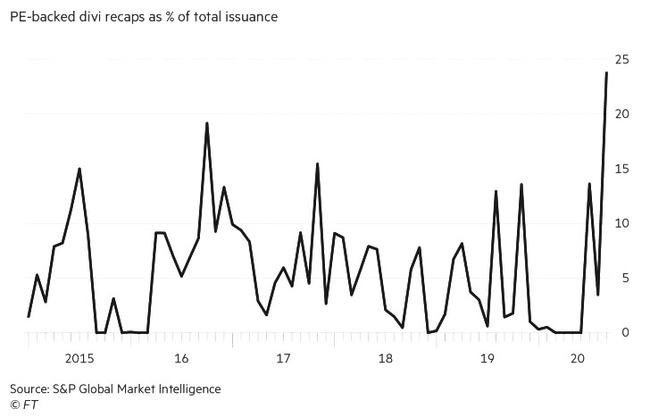 PE-backed divi recaps as % of total issuance
25
20
15
10
5
0
2015 16 17 18 19 20
Source: S&P Global Market Intelligence
© FT